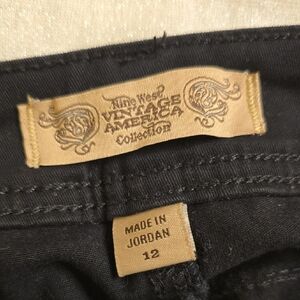 Nine West
VINTAGE
AMERICA
Collection
MADE IN
JORDAN
12